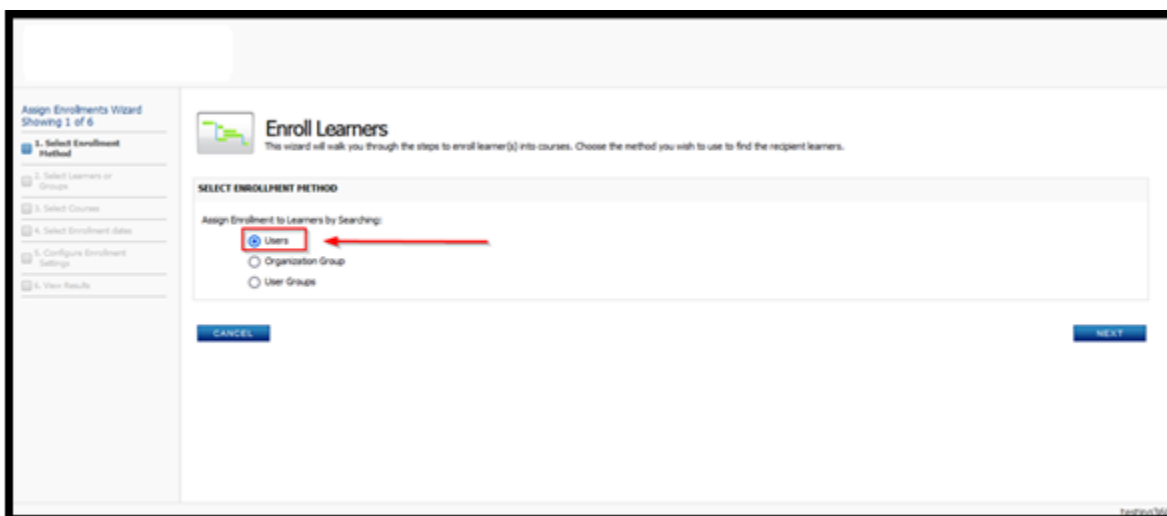 Assign Enrollments Wizard
Showing 1 of 6
1. Select Enrollment
Method
2. Select Learners or
Groups
3. Select Courses
4. Select Enrollment dates
5. Configure Enrollment
Settings
6. View Results
Enroll Learners
This wizard will walk you through the steps to enroll learner(s) into courses. Choose the method you wish to use to find the recipient learners.
SELECT ENROLLMENT METHOD
Assign Enrollment to Learners by Searching:
Users
Organization Group
User Groups
CANCEL
NEXT